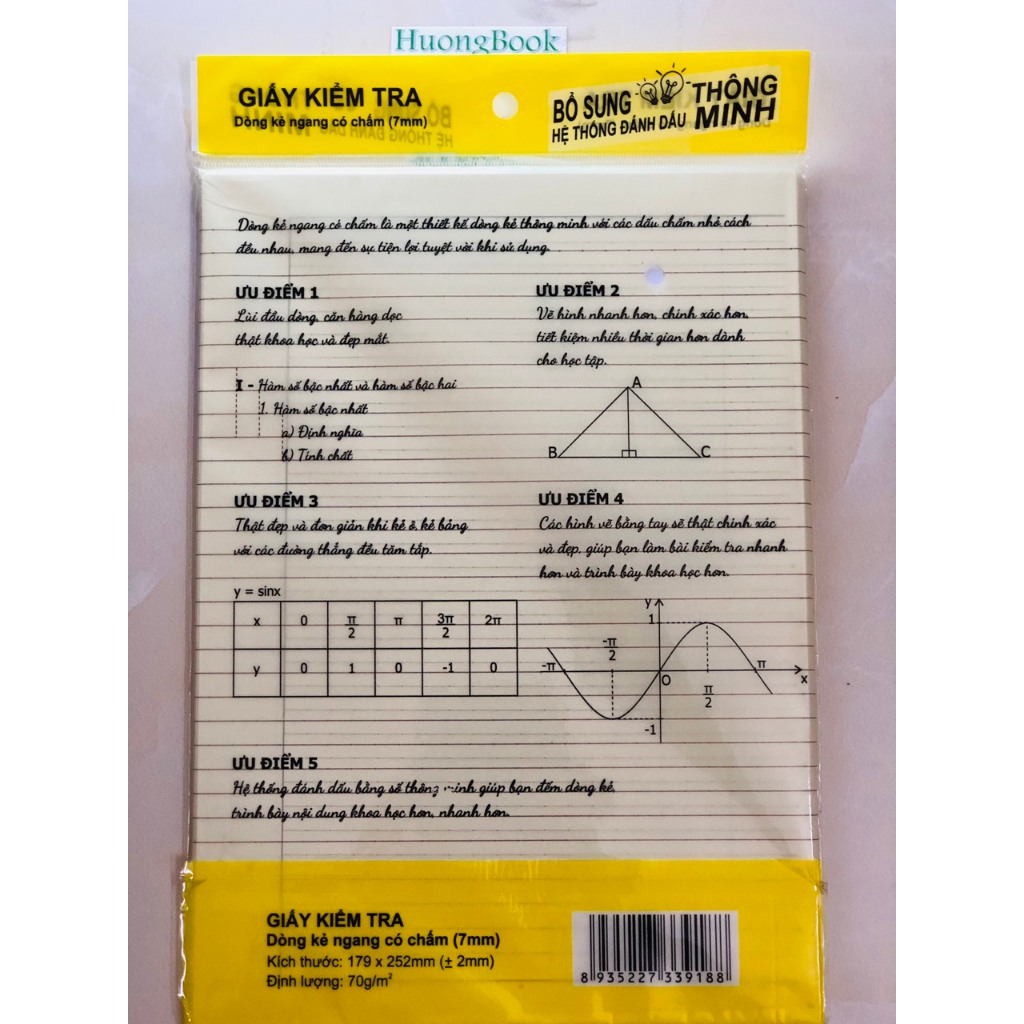 HuongBook
GIẤY KIỂM TRA
Dòng kẻ ngang có chấm (7mm)
BỔ SUNG THÔNG
HỆ THỐNG ĐÁNH DẤU MINH
Dòng kẻ ngang có chấm là một thiết kế dòng kẻ thông minh với các dấu chấm nhỏ cách
đều nhau, mang đến sự tiện lợi tuyệt vời khi sử dụng.
ƯU ĐIỂM 1
Lùi đầu dòng, căn hàng dọc
thật khoa học và đẹp mắt.
I - Hàm số bậc nhất và hàm số bậc hai
1. Hàm số bậc nhất
a) Định nghĩa
b) Tính chất
ƯU ĐIỂM 2
Vẽ hình nhanh hơn, chính xác hơn,
tiết kiệm nhiều thời gian hơn dành
cho học tập.
A
B C
ƯU ĐIỂM 3
Thật đẹp và đơn giản khi kẻ ô, kẻ bảng
với các đường thẳng đều tăm tắp.
y = sinx
x 0 π/2 π 3π/2 2π
y 0 1 0 -1 0
ƯU ĐIỂM 4
Các hình vẽ bằng tay sẽ thật chính xác
và đẹp, giúp bạn làm bài kiểm tra nhanh
hơn và trình bày khoa học hơn.
y
1
-π/2
-π π
O x
π/2
-1
ƯU ĐIỂM 5
Hệ thống đánh dấu bằng số giúp bạn đếm dòng kẻ,
trình bày nội dung khoa học hơn, nhanh hơn.
GIẤY KIỂM TRA
Dòng kẻ ngang có chấm (7mm)
Kích thước: 179 x 252mm (± 2mm)
Định lượng: 70g/m²
8 935227 339188